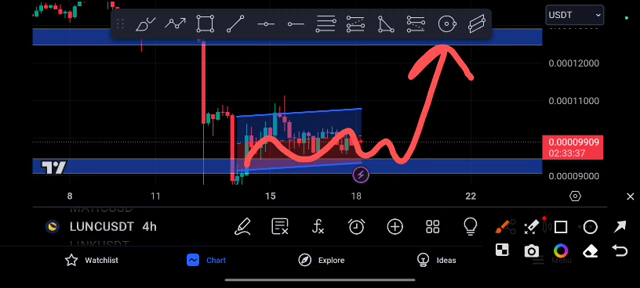 USDT
0.00012000
0.00011000
0.00009909
02:33:37
0.00009000
8 11 15 18 22
LUNCUSDT 4h
Watchlist Chart Explore Ideas